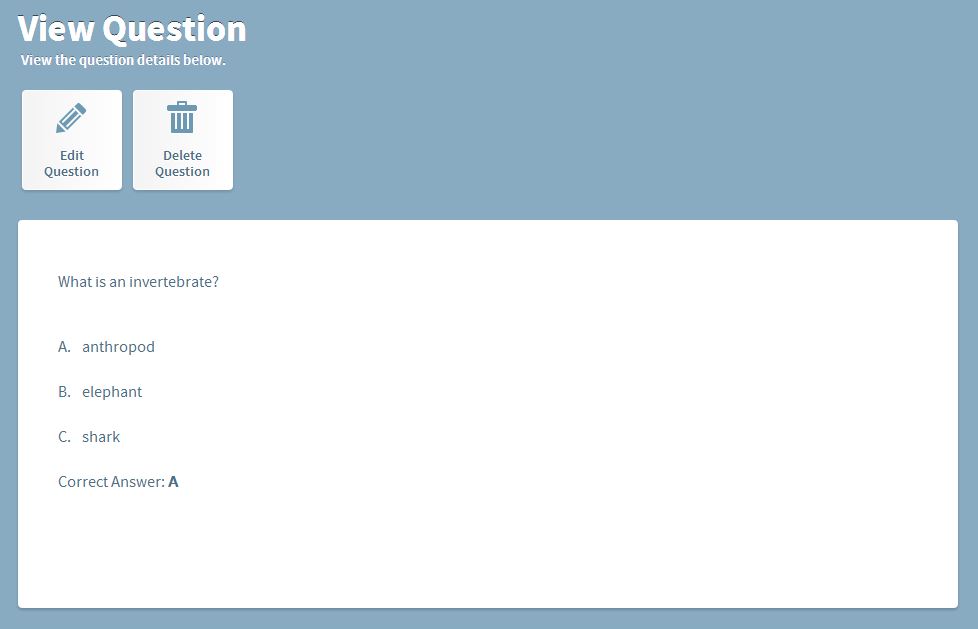 View Question
View the question details below.
Edit
Question
Delete
Question
What is an invertebrate?
A. anthropod
B. elephant
C. shark
Correct Answer: A